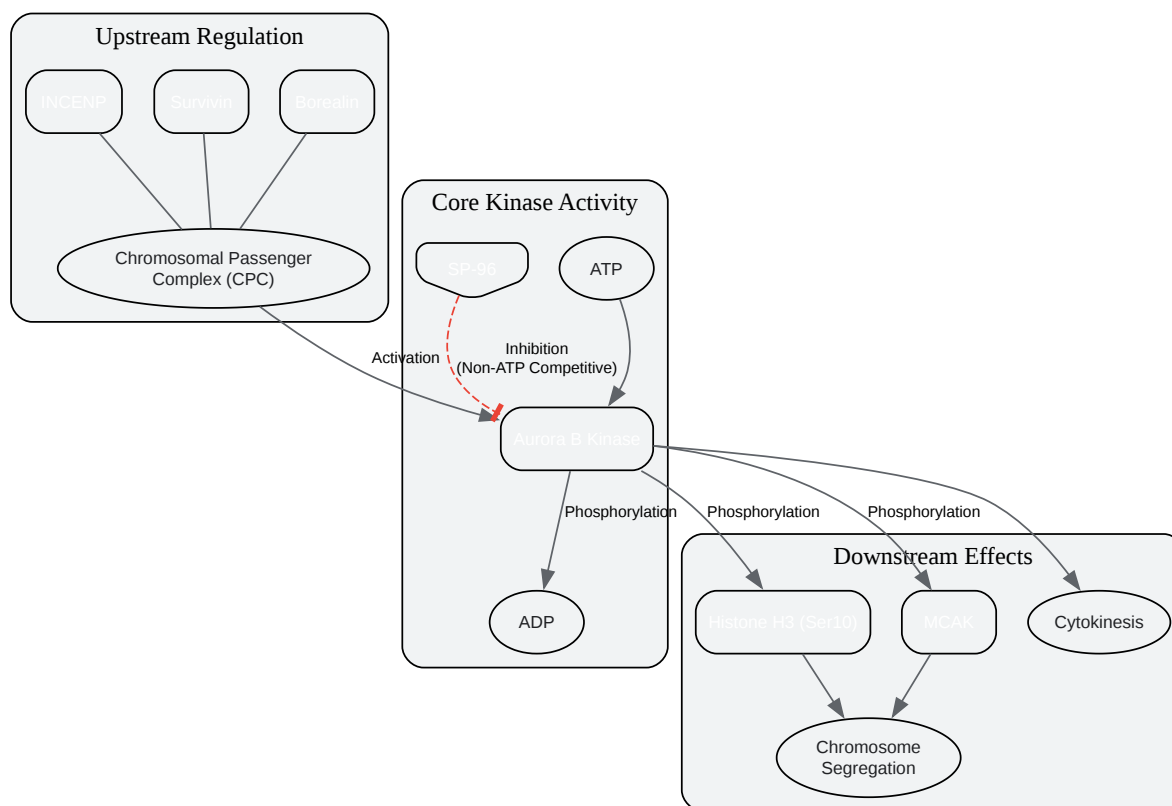 Upstream Regulation
INCENP
Survivin
Borealin
Chromosomal Passenger
Complex (CPC)
Core Kinase Activity
SP-96
ATP
Activation
Inhibition
(Non-ATP Competitive)
Aurora B Kinase
Phosphorylation
Phosphorylation
Phosphorylation
ADP
Downstream Effects
Histone H3 (Ser10)
MCAK
Cytokinesis
Chromosome
Segregation